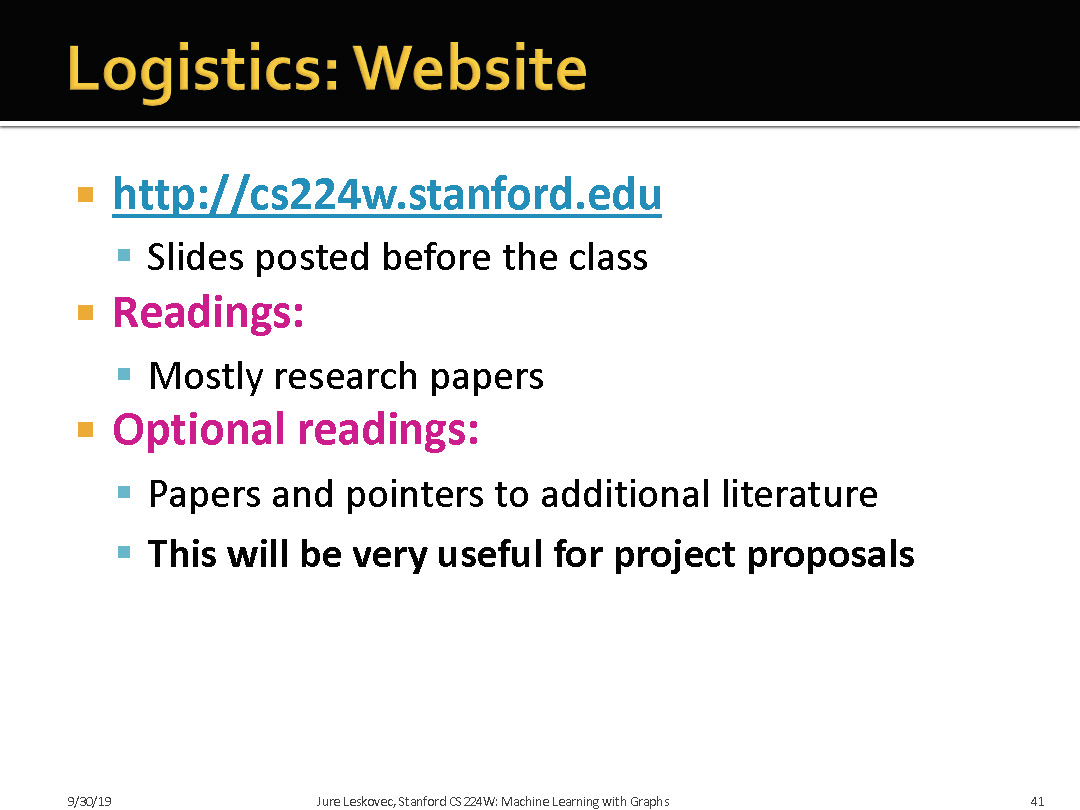 Logistics: Website
http://cs224w.stanford.edu
Slides posted before the class
Readings:
Mostly research papers
Optional readings:
Papers and pointers to additional literature
This will be very useful for project proposals
9/30/19
Jure Leskovec, Stanford CS224W: Machine Learning with Graphs
41